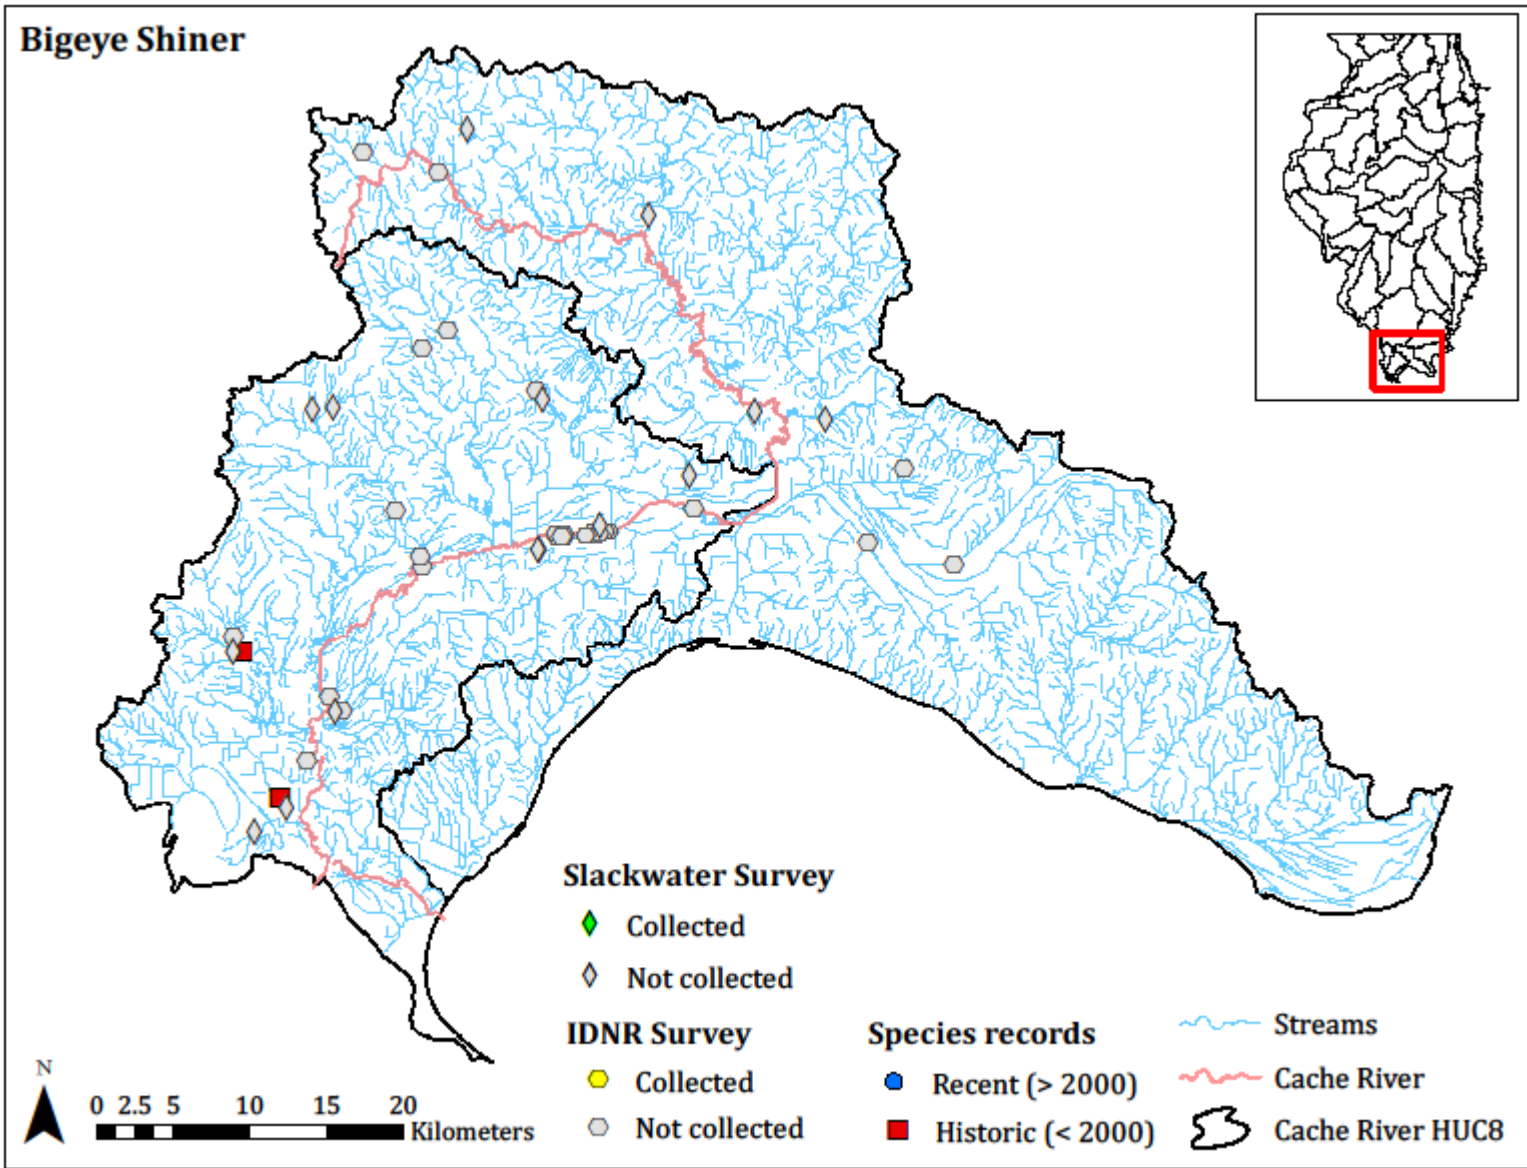 Bigeye Shiner
Slackwater Survey
Collected
Not collected
IDNR Survey
Collected
Not collected
Species records
Recent (> 2000)
Historic (< 2000)
Streams
Cache River
Cache River HUC8
N
0 2.5 5 10 15 20
Kilometers